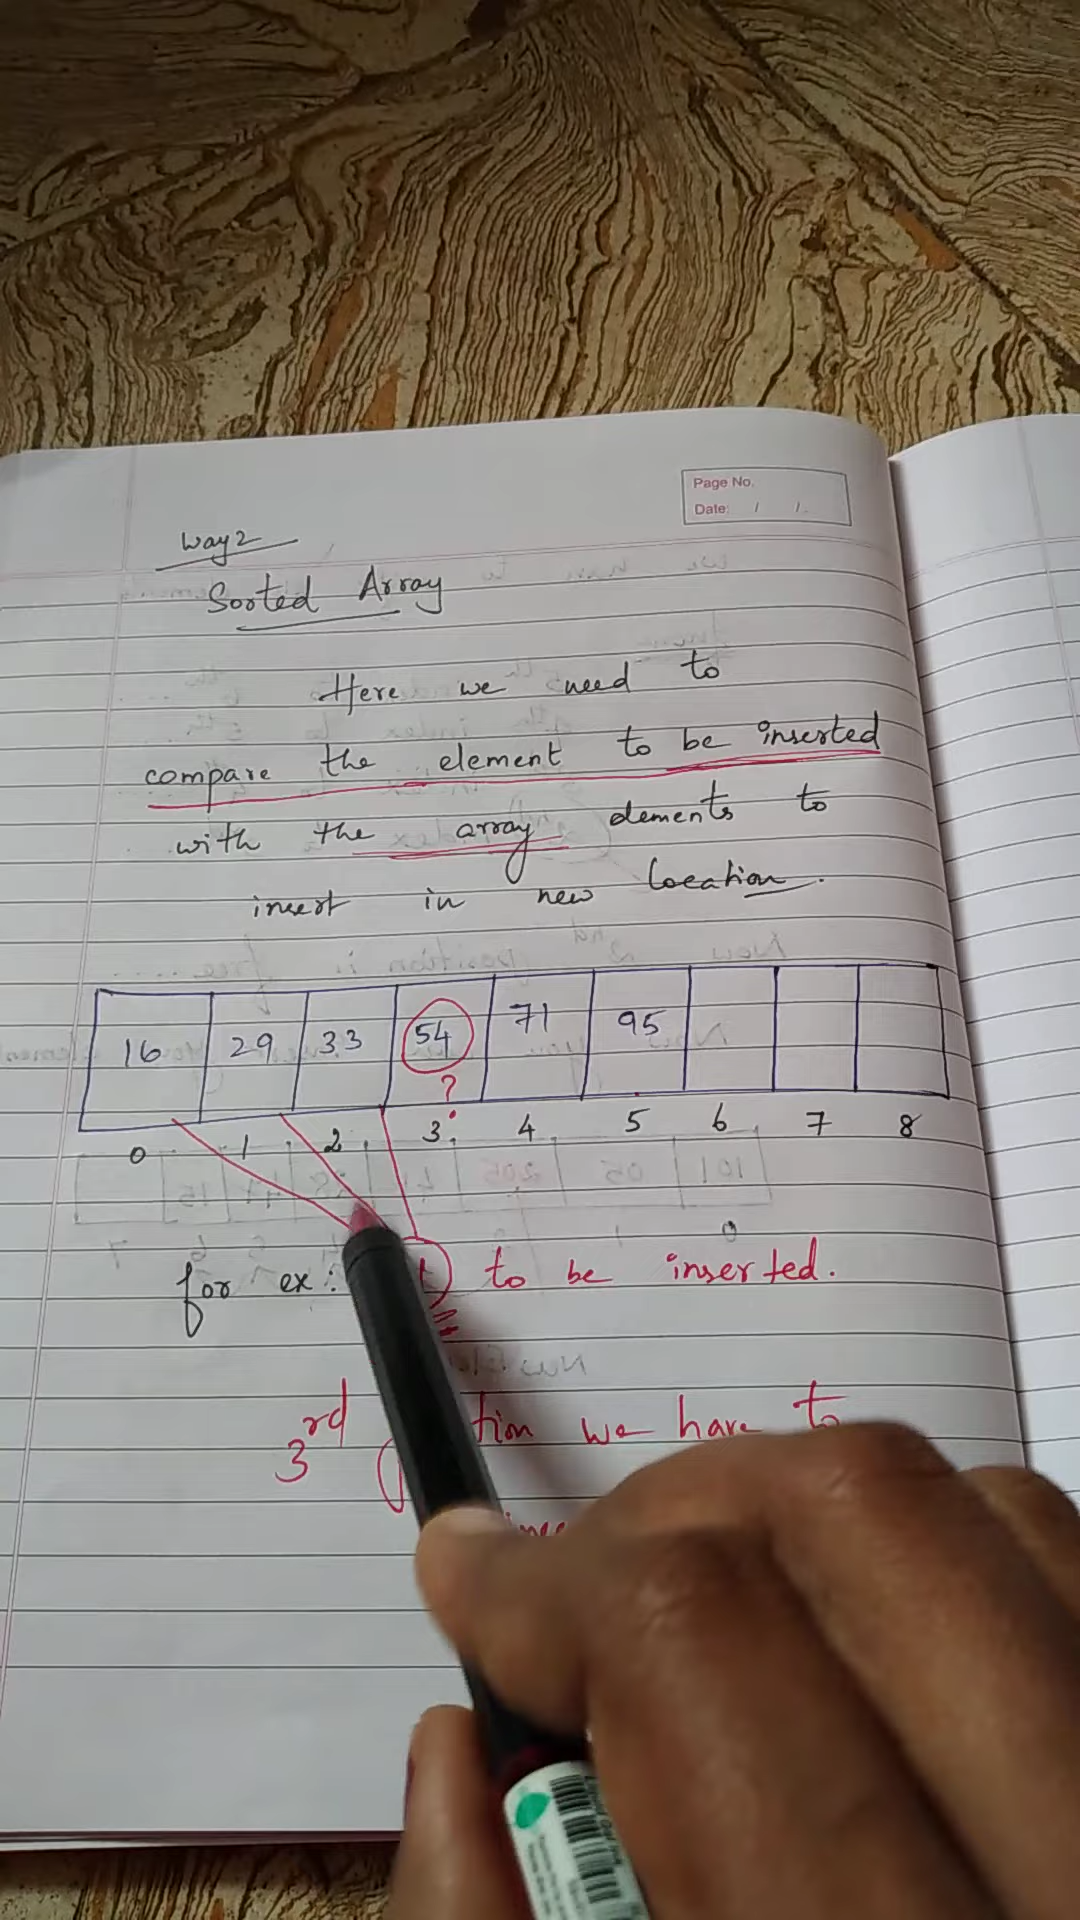 Page No.
Date: / /
Way 2
Sorted Array
Here we need to
compare the element to be inserted
with the array elements to
insert in new location.
16 29 33 54 71 95
?
0 1 2 3 4 5 6 7 8
for ex: to be inserted.
3rd we have to